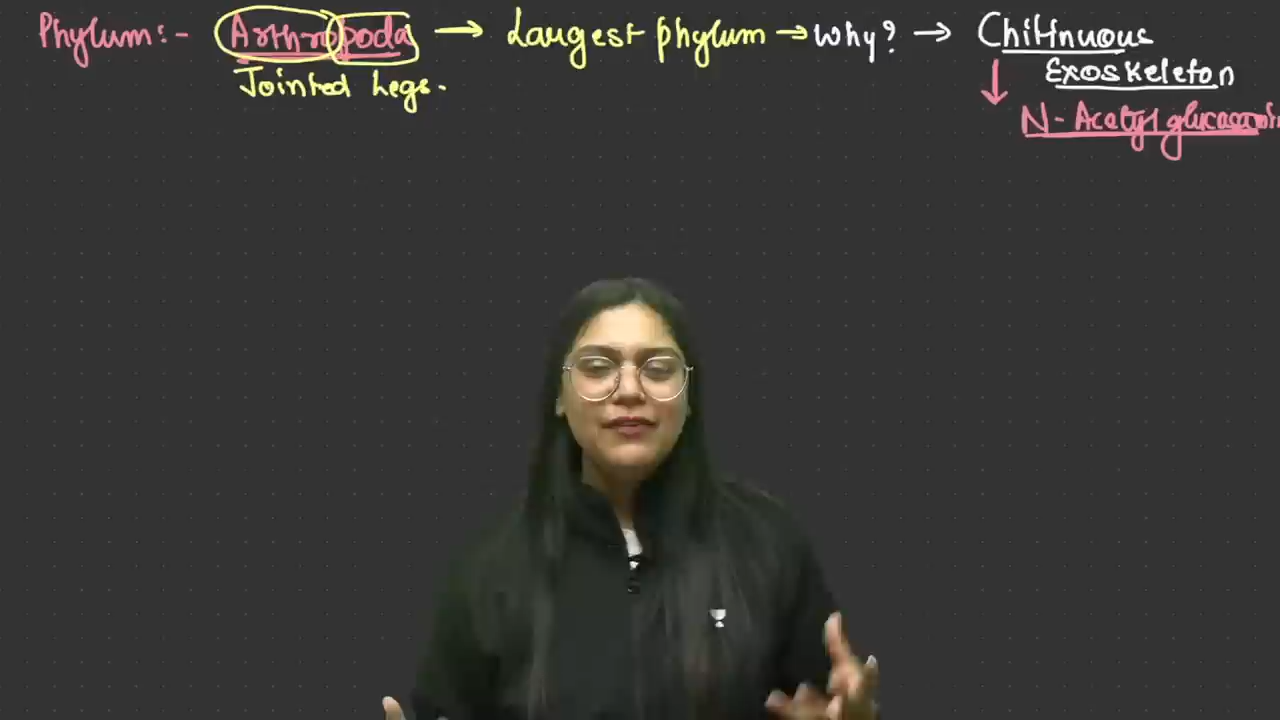 Phylum:- Arthropoda → Largest phylum → Why? → Chitinuous
Jointed Legs.
Exoskeleton
N-Acetyl